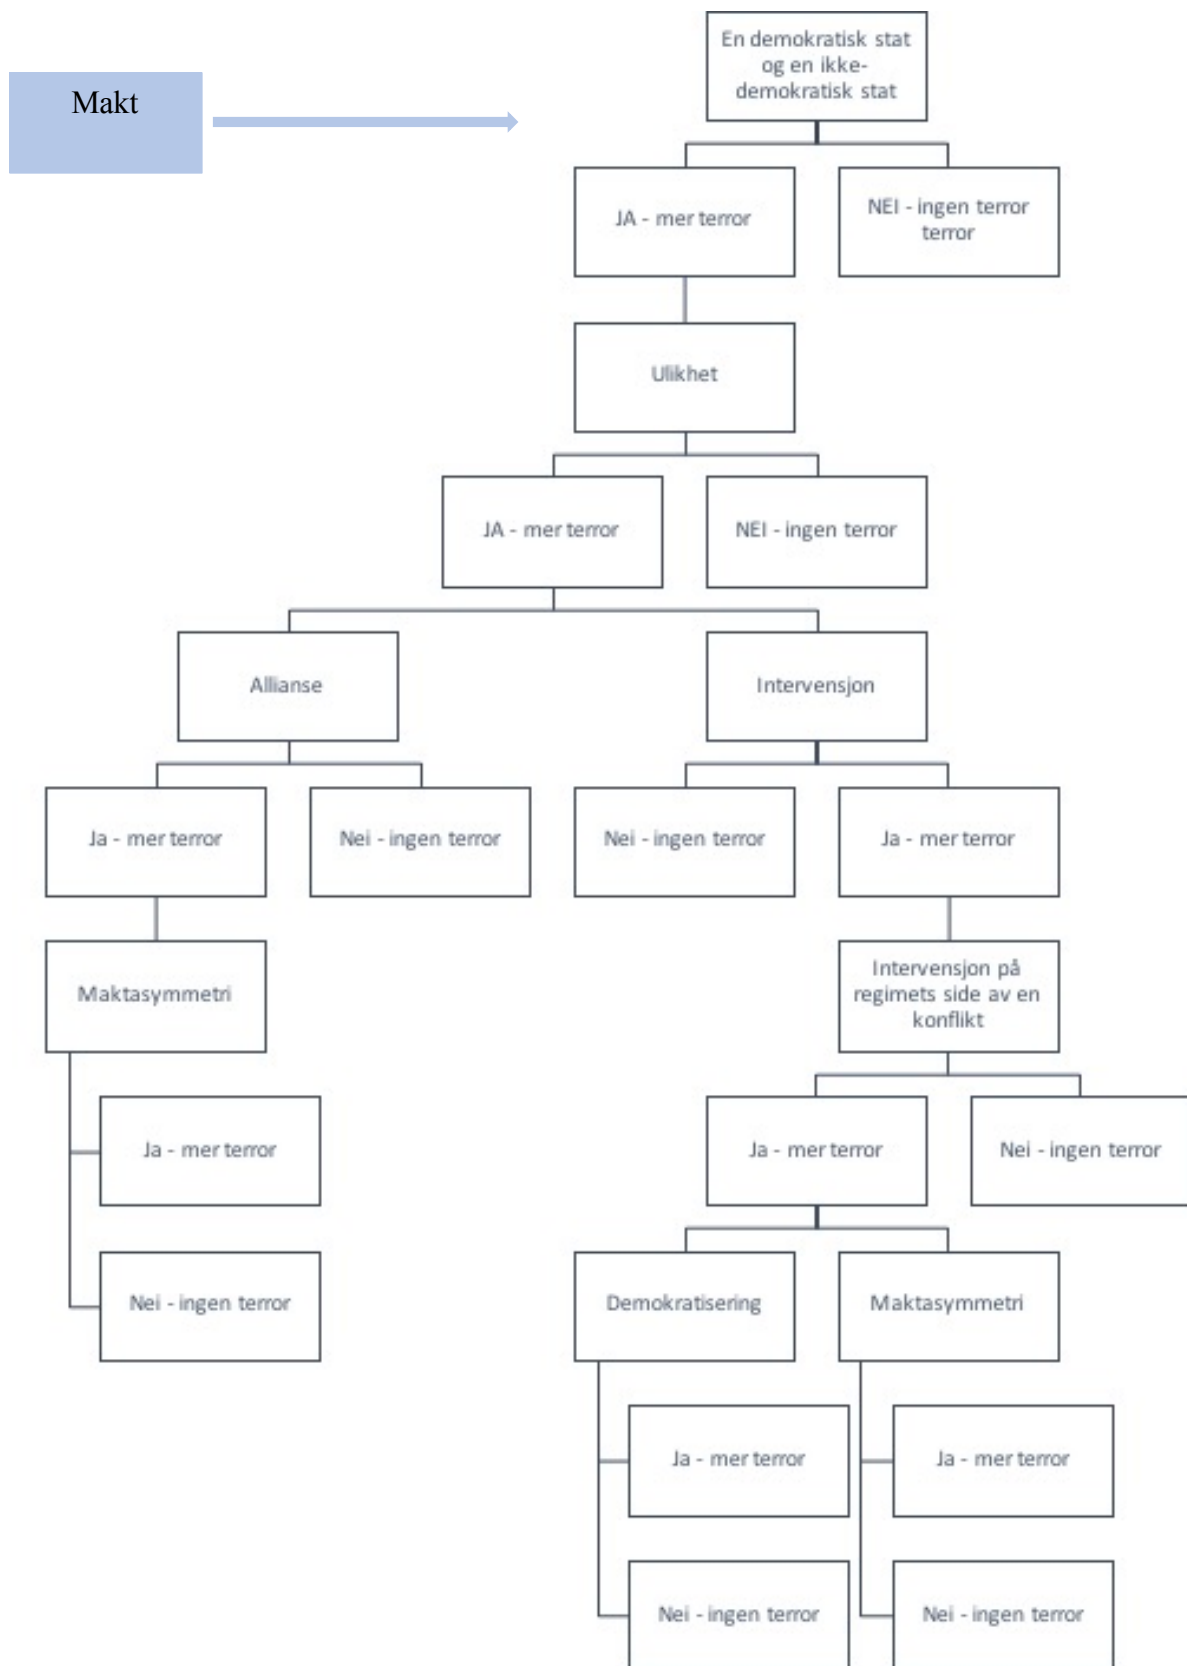 En demokratisk stat
og en ikke-
demokratisk stat
Makt
JA - mer terror
NEI - ingen terror
terror
Ulikhet
JA - mer terror
NEI - ingen terror
Allianse
Intervensjon
Ja - mer terror
Nei - ingen terror
Nei - ingen terror
Ja - mer terror
Maktasymmetri
Intervensjon på
regimets side av en
konflikt
Ja - mer terror
Nei - ingen terror
Ja - mer terror
Nei - ingen terror
Demokratisering
Maktasymmetri
Ja - mer terror
Ja - mer terror
Nei - ingen terror
Nei - ingen terror